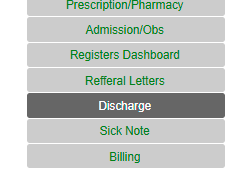 Prescription/Pharmacy
Admission/Obs
Registers Dashboard
Refferal Letters
Discharge
Sick Note
Billing